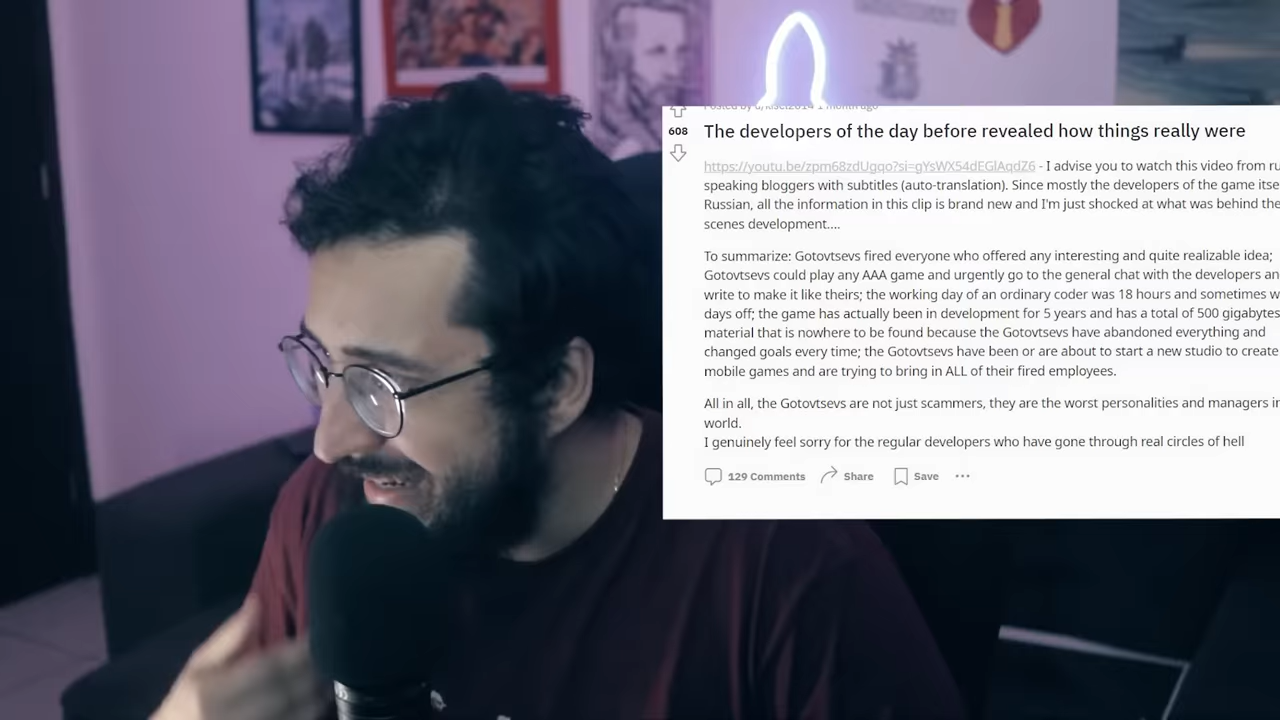 608
The developers of the day before revealed how things really were
https://youtu.be/zpm68zdUgqo?si=gYsWX54dEGlAqdZ6 - I advise you to watch this video from ru
speaking bloggers with subtitles (auto-translation). Since mostly the developers of the game itse
Russian, all the information in this clip is brand new and I'm just shocked at what was behind the
scenes development....
To summarize: Gotovtsevs fired everyone who offered any interesting and quite realizable idea;
Gotovtsevs could play any AAA game and urgently go to the general chat with the developers an
write to make it like theirs; the working day of an ordinary coder was 18 hours and sometimes w
days off; the game has actually been in development for 5 years and has a total of 500 gigabytes
material that is nowhere to be found because the Gotovtsevs have abandoned everything and
changed goals every time; the Gotovtsevs have been or are about to start a new studio to create
mobile games and are trying to bring in ALL of their fired employees.
All in all, the Gotovtsevs are not just scammers, they are the worst personalities and managers in
world.
I genuinely feel sorry for the regular developers who have gone through real circles of hell
129 Comments Share Save